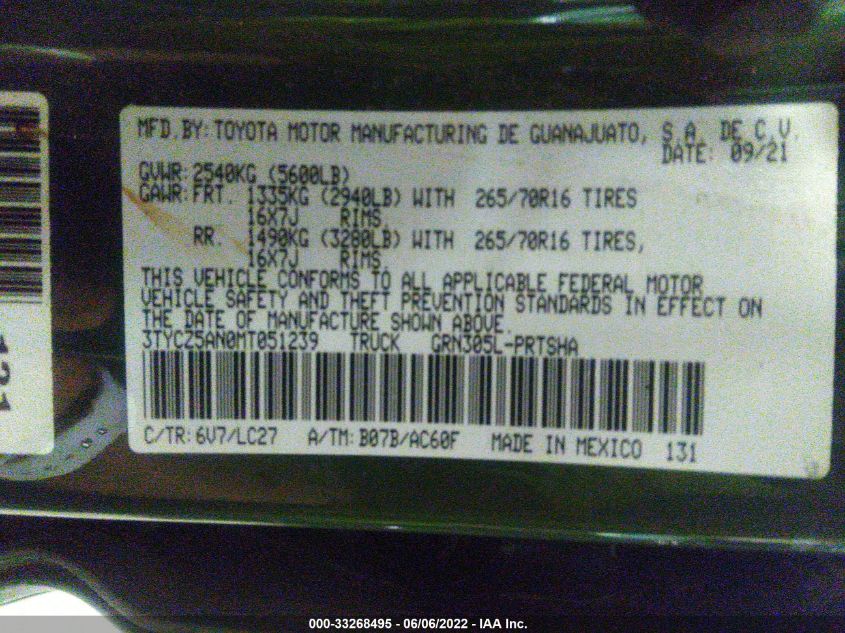 MFD.BY:TOYOTA MOTOR MANUFACTURING DE GUANAJUATO, S.A. DE C.V.
DATE: 09/21
GVWR:2540KG (5600LB)
GAWR:FRT. 1335KG (2940LB) WITH 265/70R16 TIRES
16X7J RIMS,
RR. 1490KG (3280LB) WITH 265/70R16 TIRES,
16X7J RIMS
THIS VEHICLE CONFORMS TO ALL APPLICABLE FEDERAL MOTOR
VEHICLE SAFETY AND THEFT PREVENTION STANDARDS IN EFFECT ON
THE DATE OF MANUFACTURE SHOWN ABOVE.
3TYCZ5AN0MT051239 TRUCK GRN305L-PRTSHA
C/TR:6V7/LC27 A/TM:B07B/AC60F MADE IN MEXICO 131
131
000-33268495 - 06/06/2022 - IAA Inc.